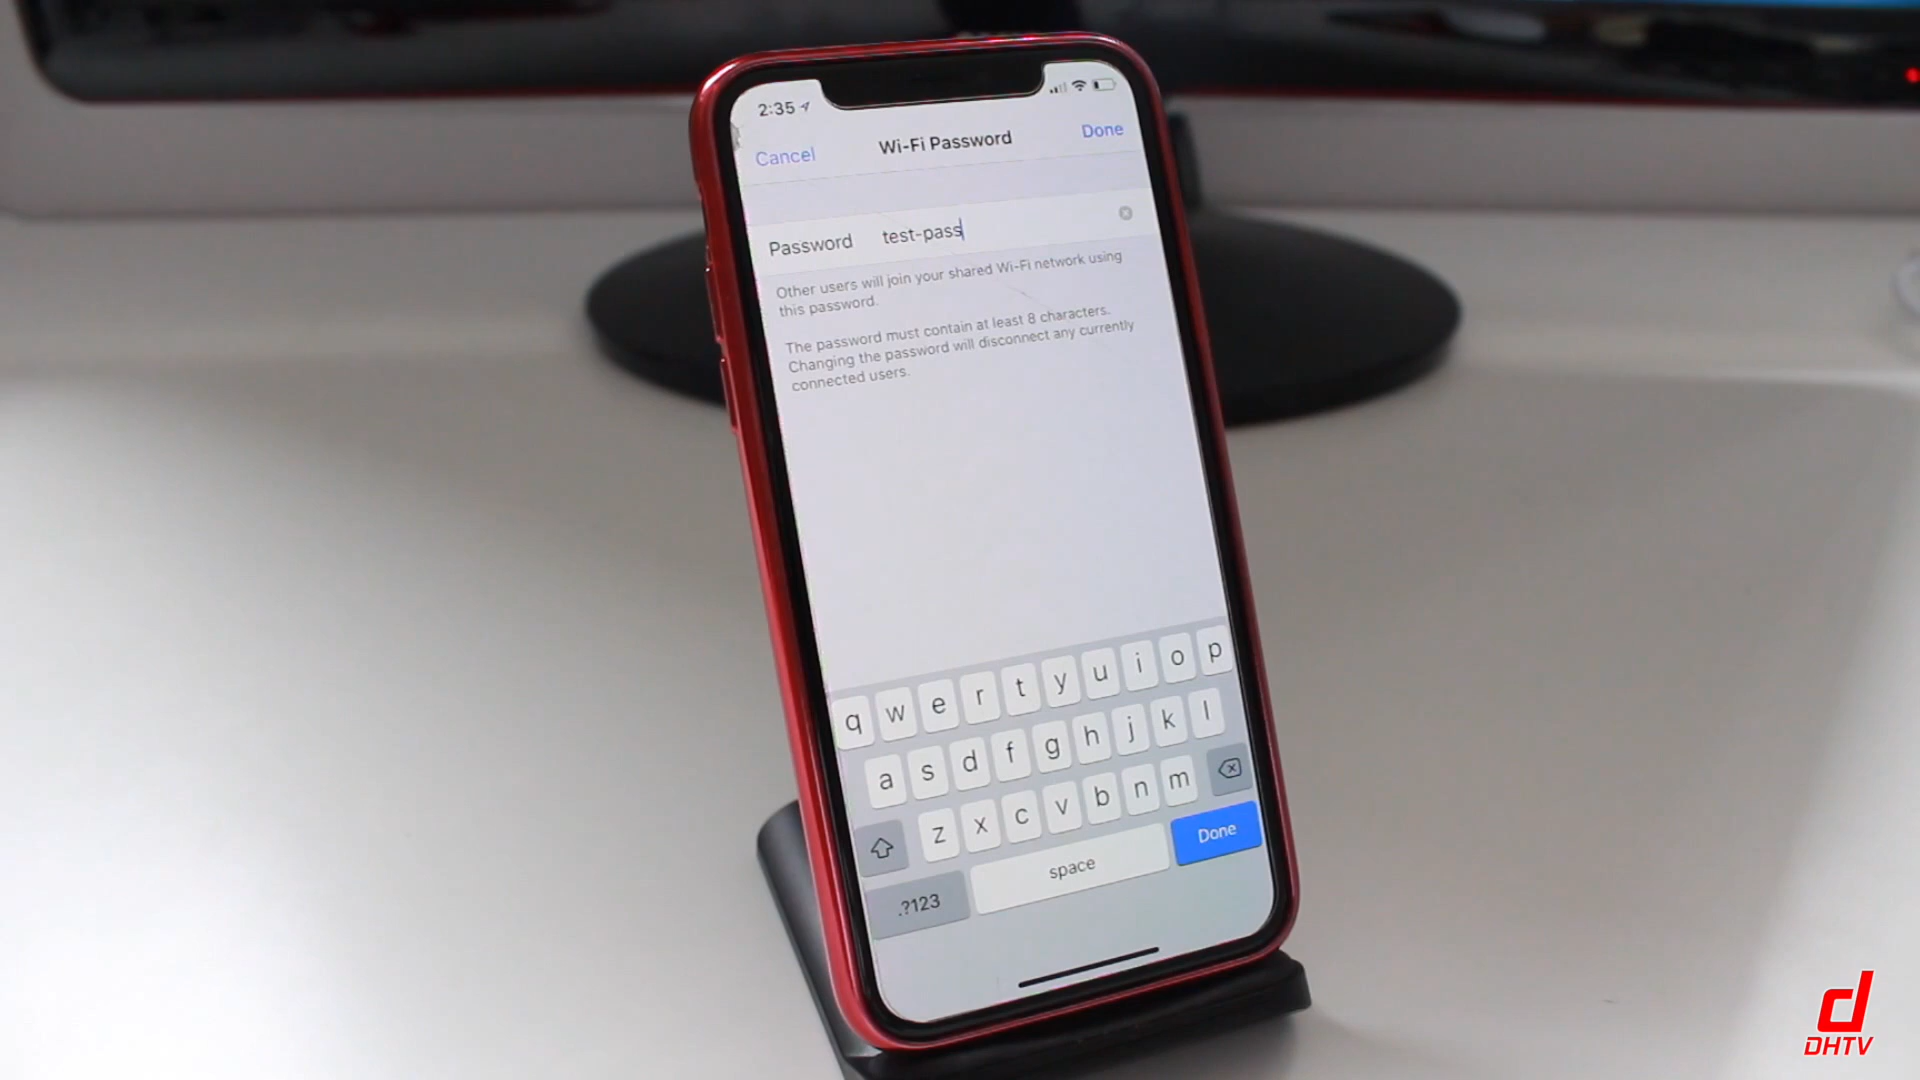 2:35
Cancel Wi-Fi Password Done
Password test-pass
Other users will join your shared Wi-Fi network using
this password.
The password must contain at least 8 characters.
Changing the password will disconnect any currently
connected users.
q w e r t y u i o p
a s d f g h j k l
z x c v b n m
.?123 space Done
d
DHTV